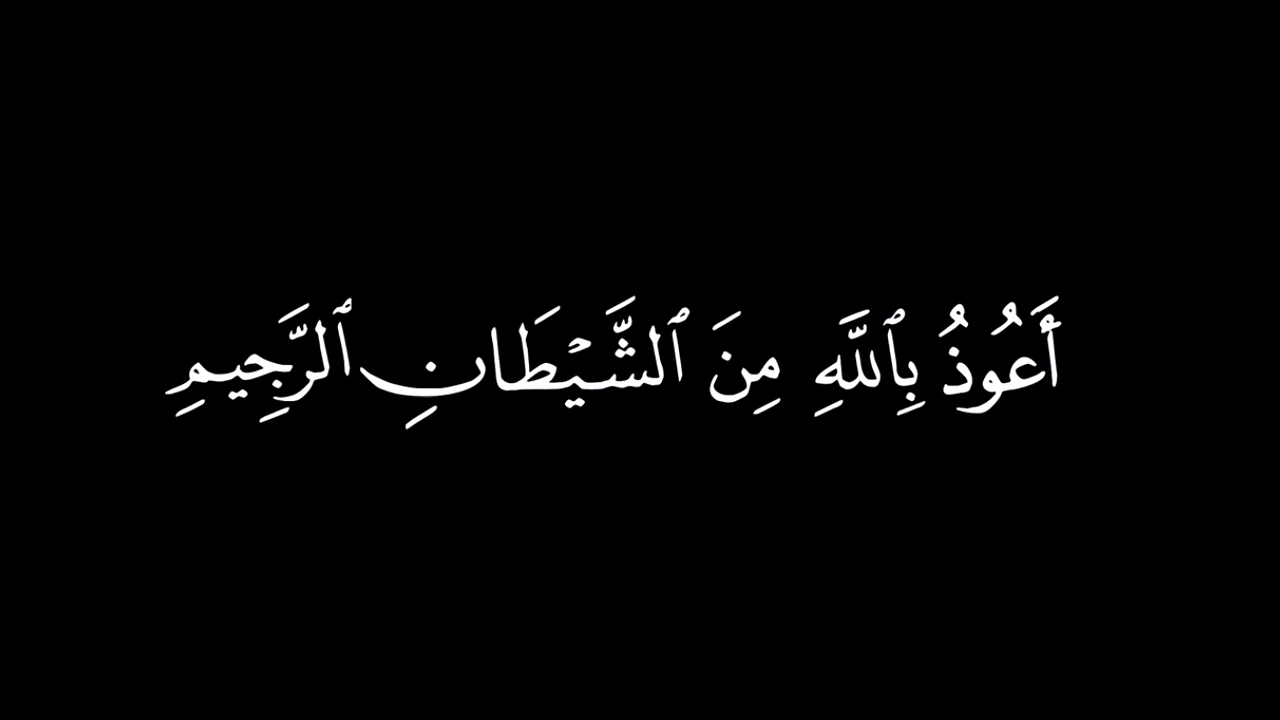 أَعُوذُ بِٱللَّهِ مِنَ ٱلشَّيۡطَانِ ٱلرَّجِيمِ